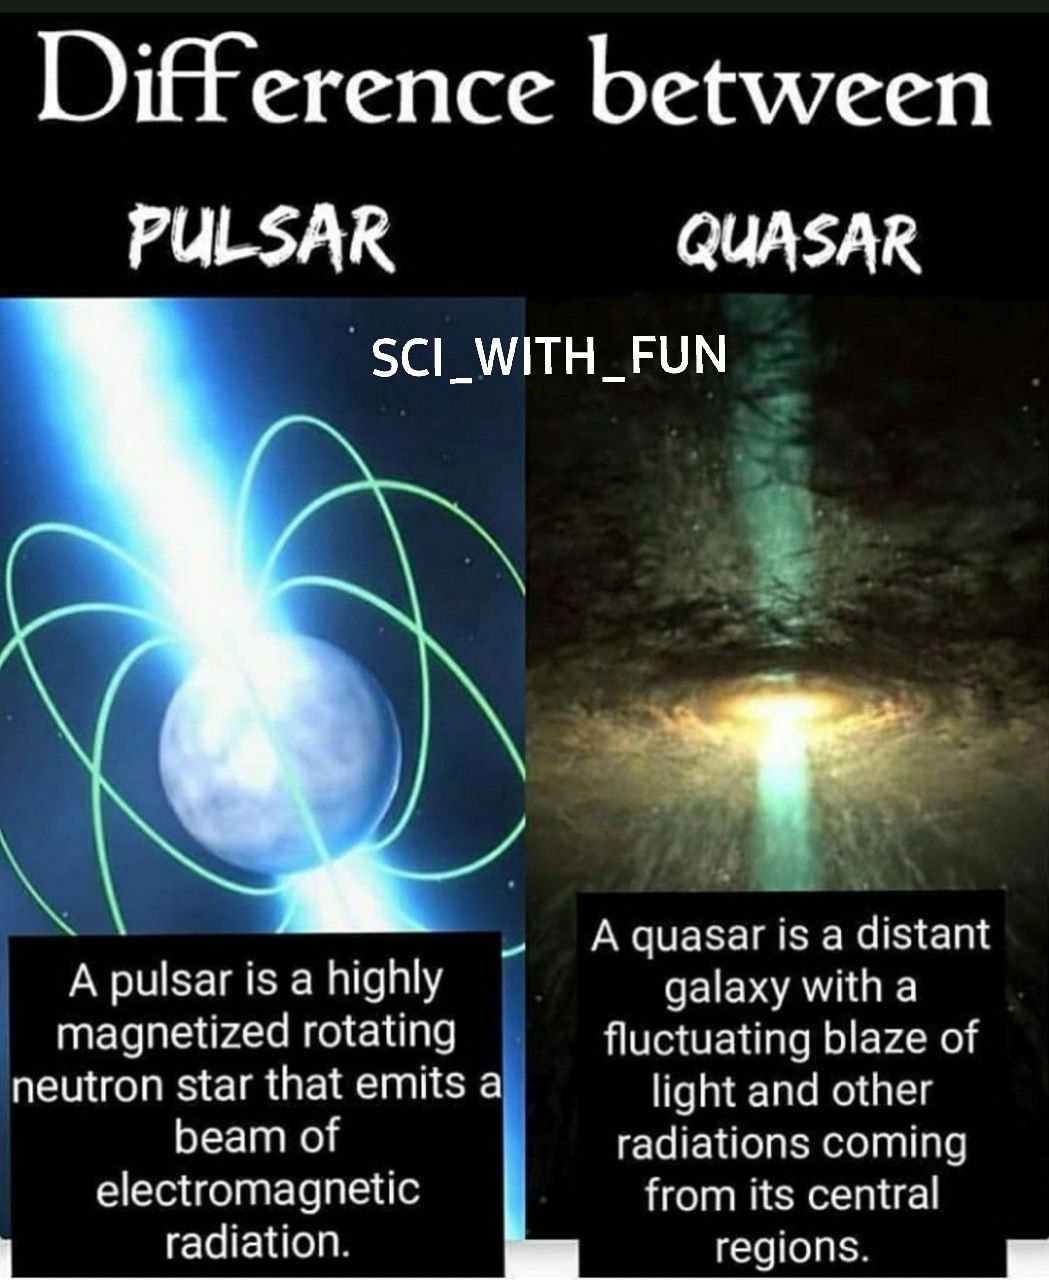 Difference between
PULSAR
QUASAR
SCI_WITH_FUN
A pulsar is a highly
magnetized rotating
neutron star that emits a
beam of
electromagnetic
radiation.
A quasar is a distant
galaxy with a
fluctuating blaze of
light and other
radiations coming
from its central
regions.